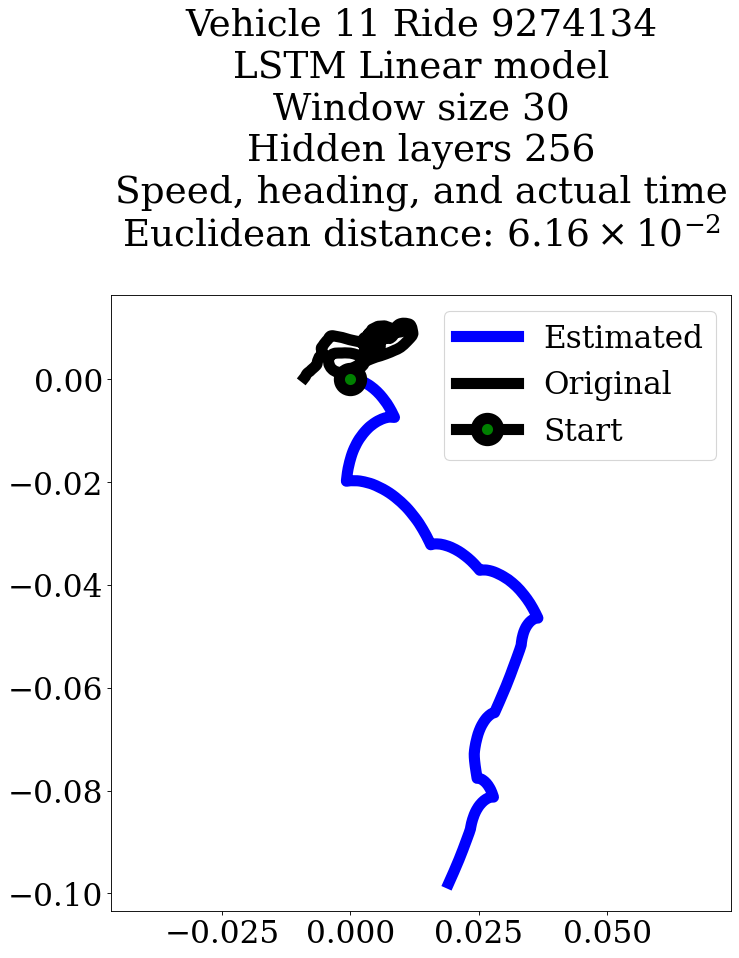 Vehicle 11 Ride 9274134
LSTM Linear model
Window size 30
Hidden layers 256
Speed, heading, and actual time
Euclidean distance: 6.16 × 10⁻²
Estimated
Original
Start
0.00
−0.02
−0.04
−0.06
−0.08
−0.10
−0.025 0.000 0.025 0.050